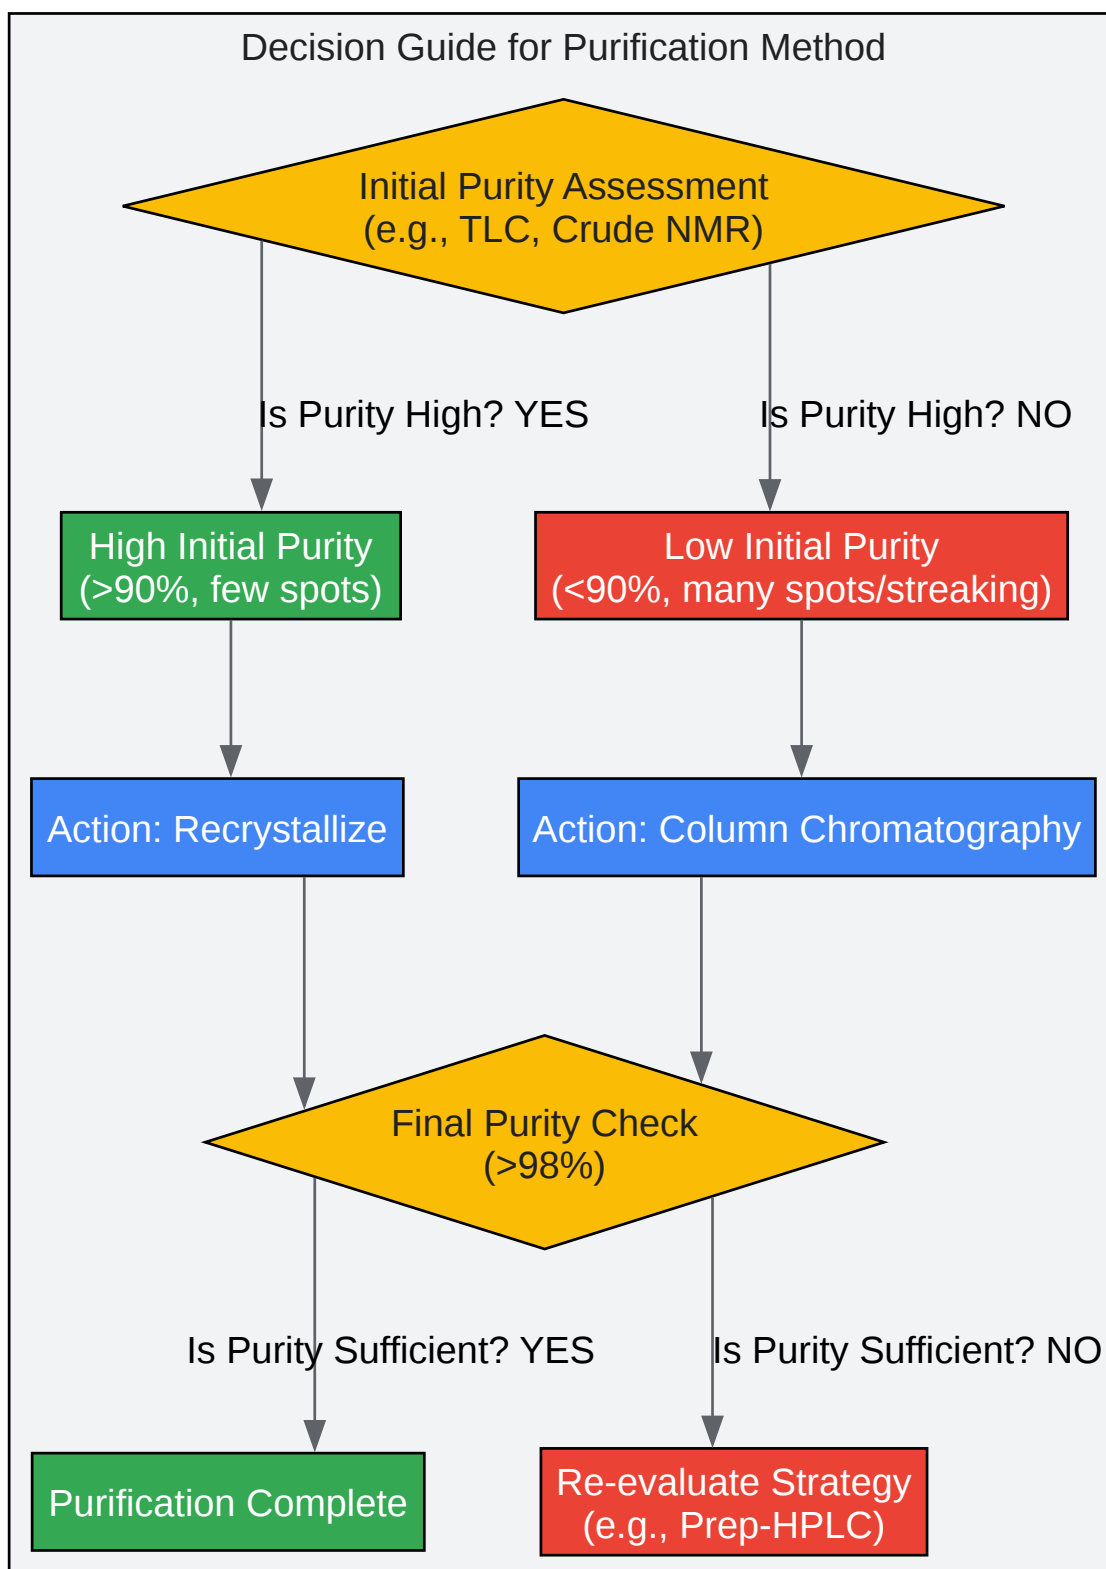 Decision Guide for Purification Method
Initial Purity Assessment
(e.g., TLC, Crude NMR)
Is Purity High? YES
Is Purity High? NO
High Initial Purity
(>90%, few spots)
Low Initial Purity
(<90%, many spots/streaking)
Action: Recrystallize
Action: Column Chromatography
Final Purity Check
(>98%)
Is Purity Sufficient? YES
Is Purity Sufficient? NO
Purification Complete
Re-evaluate Strategy
(e.g., Prep-HPLC)